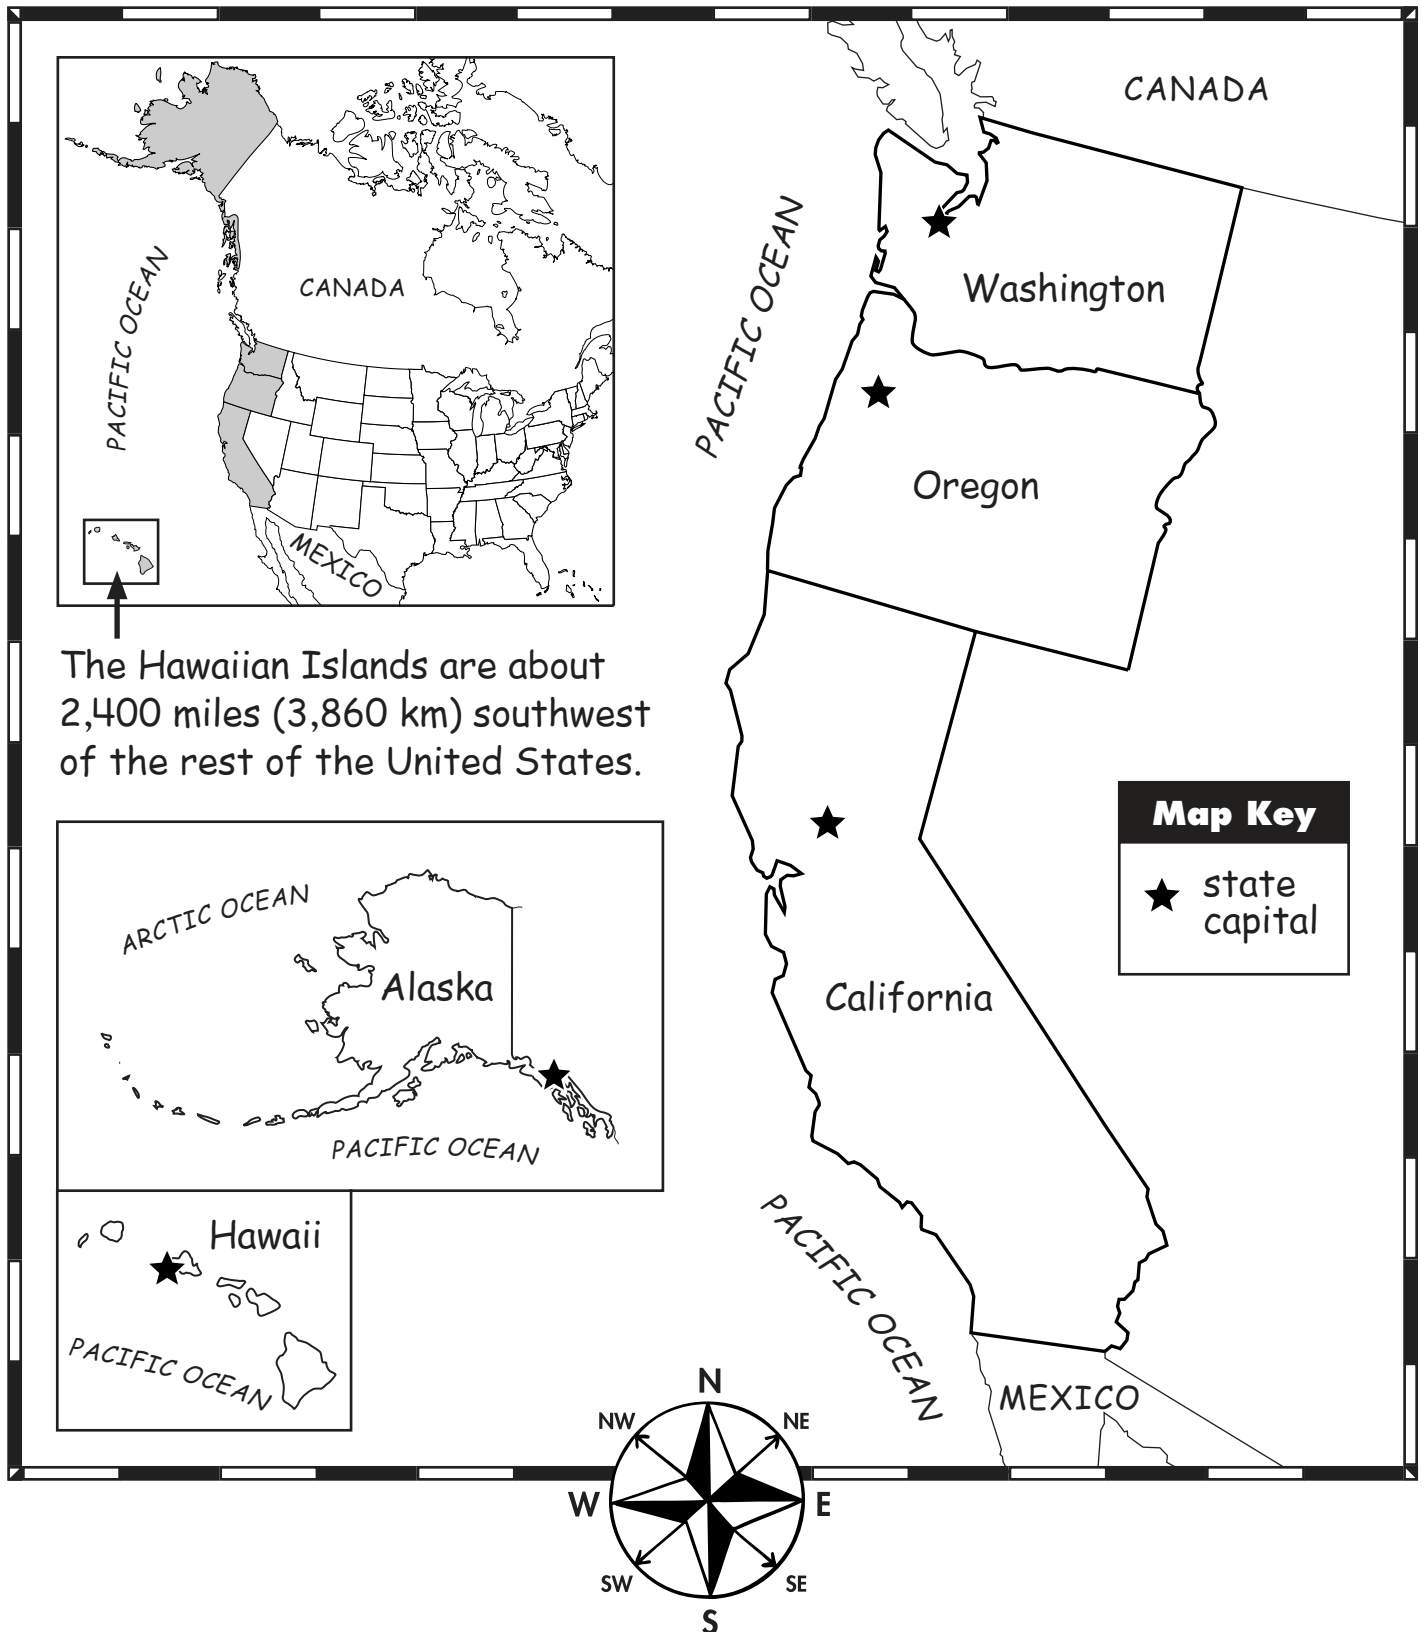 CANADA
PACIFIC OCEAN
CANADA
MEXICO
The Hawaiian Islands are about
2,400 miles (3,860 km) southwest
of the rest of the United States.
PACIFIC OCEAN
Washington
Oregon
California
Map Key
state
capital
ARCTIC OCEAN
Alaska
PACIFIC OCEAN
Hawaii
PACIFIC OCEAN
PACIFIC OCEAN
MEXICO
N
NW
NE
W
E
SW
SE
S